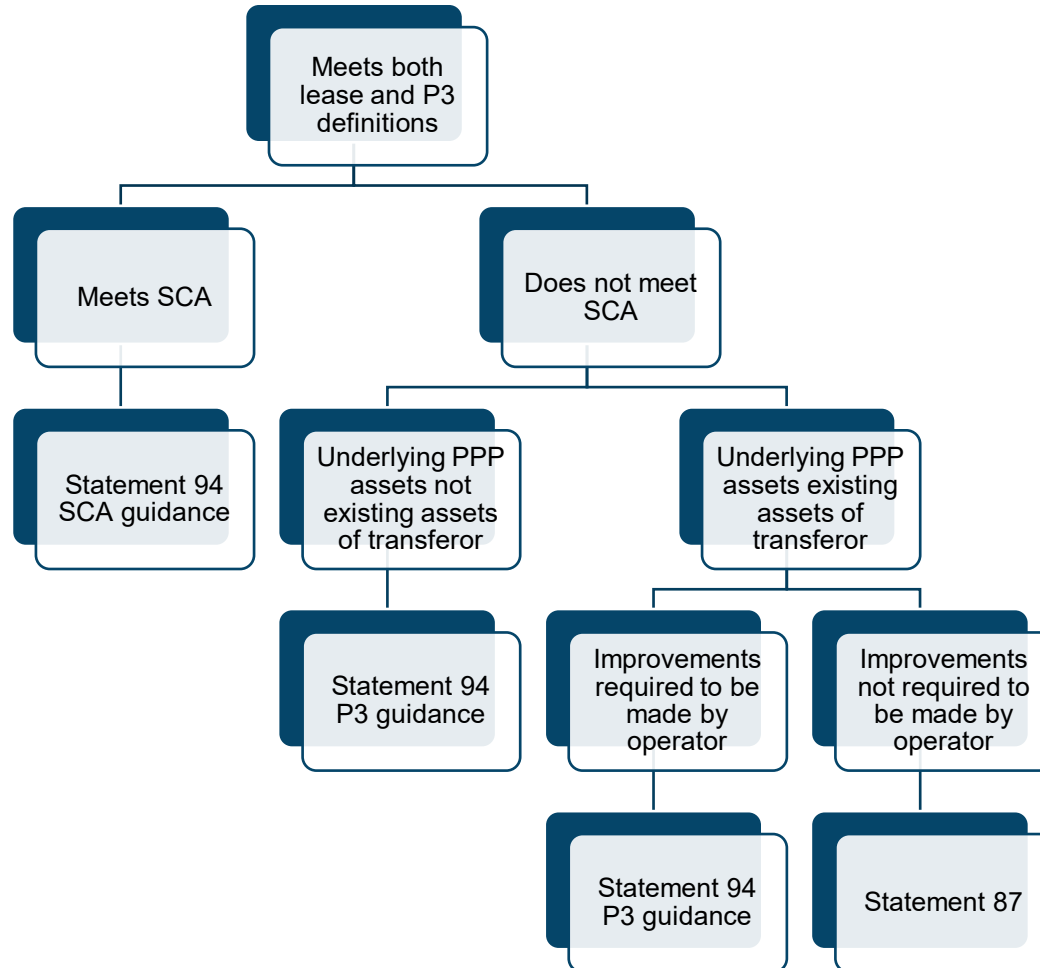 Meets both
lease and P3
definitions
Meets SCA
Does not meet
SCA
Statement 94
SCA guidance
Underlying PPP
assets not
existing assets
of transferor
Underlying PPP
assets existing
assets of
transferor
Statement 94
P3 guidance
Improvements
required to be
made by
operator
Improvements
not required to
be made by
operator
Statement 94
P3 guidance
Statement 87